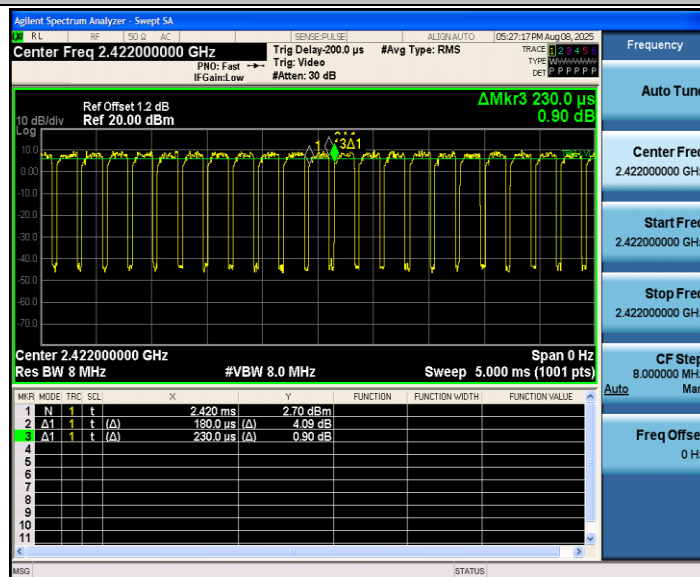 Agilent Spectrum Analyzer - Swept SA
RL RF 50 Ω AC SENSE:PULSE ALIGN AUTO 05:27:17 PM Aug 08, 2025
Center Freq 2.422000000 GHz
PNO: Fast
IFGain:Low
Trig Delay-200.0 µs
Trig: Video
#Atten: 30 dB
#Avg Type: RMS
TRACE 1 2 3 4 5 6
TYPE W
DET P P P P P P
Frequency
Auto Tune
Center Freq
2.422000000 GHz
Start Freq
2.422000000 GHz
Stop Freq
2.422000000 GHz
CF Step
8.000000 MHz
Auto Man
Freq Offset
0 Hz
ΔMkr3 230.0 µs
0.90 dB
Ref Offset 1.2 dB
10 dB/div Ref 20.00 dBm
Log
10.0
0.00
-10.0
-20.0
-30.0
-40.0
-50.0
-60.0
-70.0
1
3Δ1
Center 2.422000000 GHz Span 0 Hz
Res BW 8 MHz #VBW 8.0 MHz Sweep 5.000 ms (1001 pts)
MKR MODE TRC SCL X Y FUNCTION FUNCTION WIDTH FUNCTION VALUE
1 N 1 t 2.420 ms 2.70 dBm
2 Δ1 1 t (Δ) 180.0 µs (Δ) 4.09 dB
3 Δ1 1 t (Δ) 230.0 µs (Δ) 0.90 dB
4
5
6
7
8
9
10
11
MSG STATUS